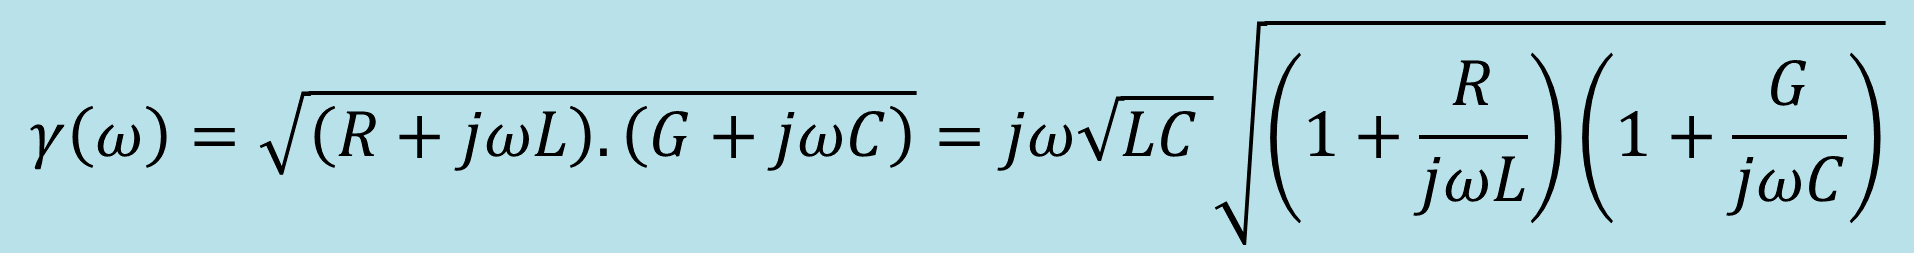 γ(ω) = √((R + jωL).(G + jωC)) = jω√(LC) √((1 + R/(jωL))(1 + G/(jωC)))